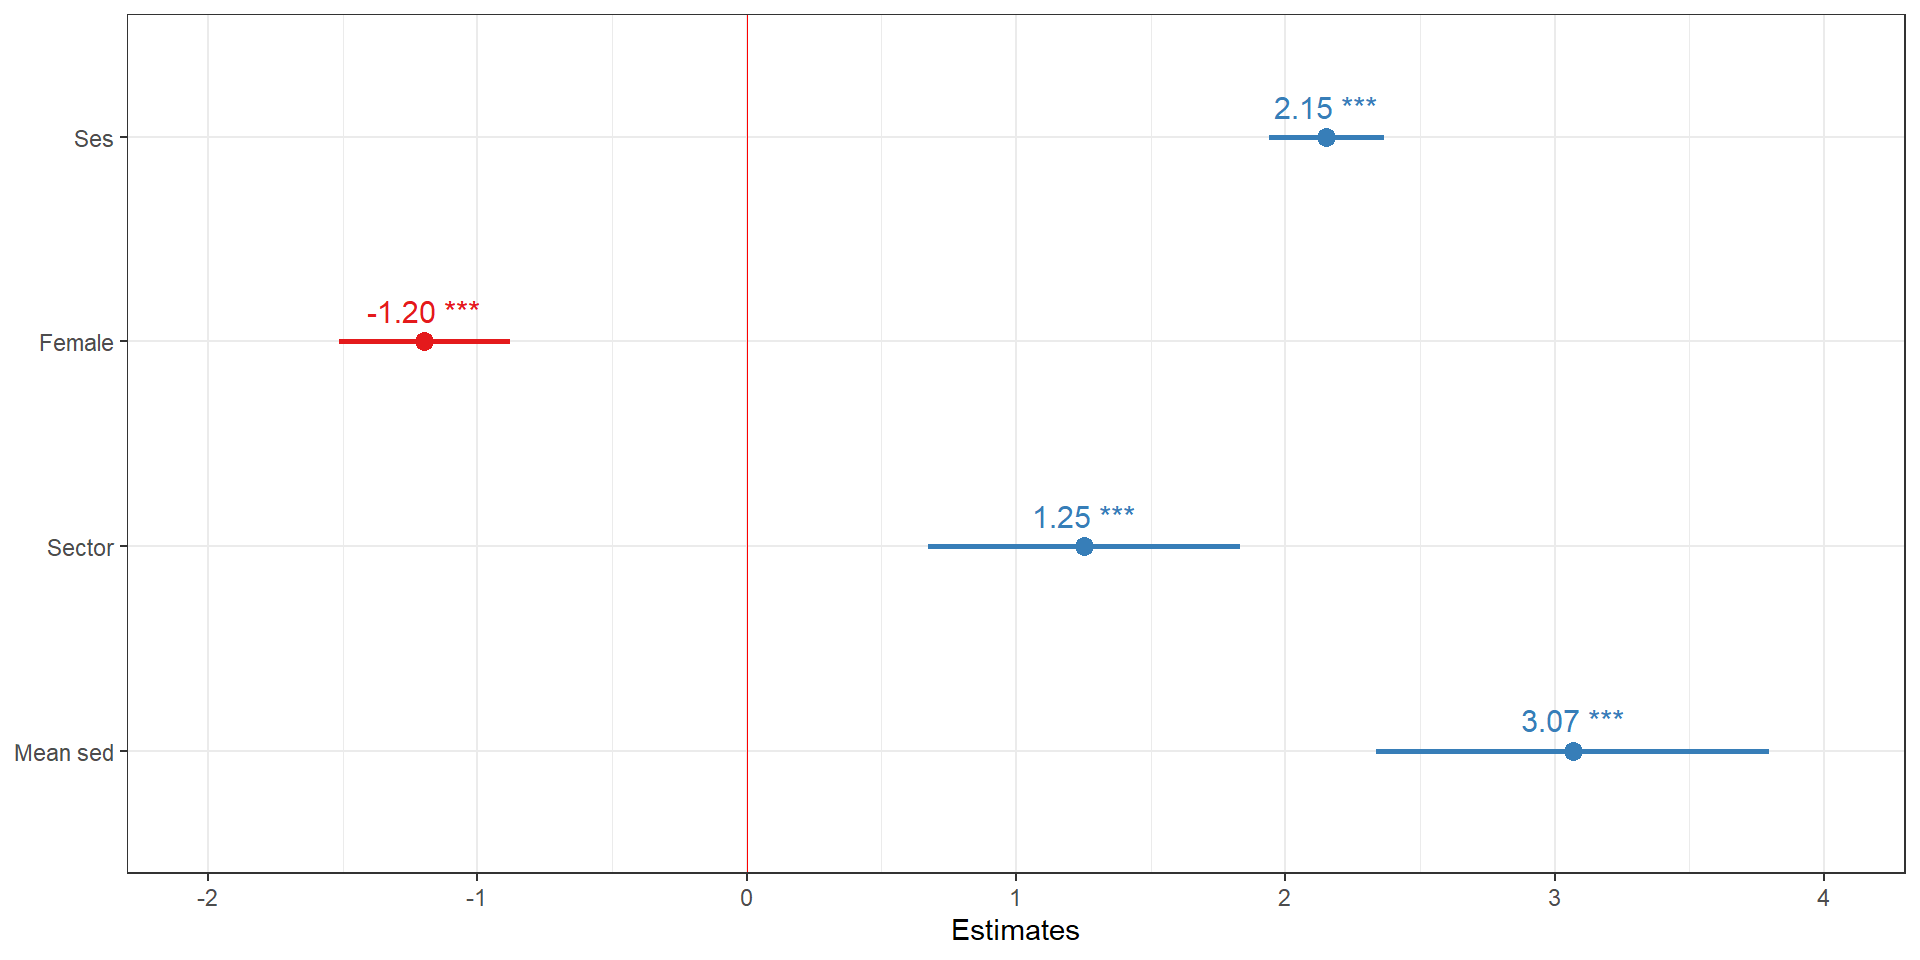 2.15 ***
Ses
-1.20 ***
Female
1.25 ***
Sector
3.07 ***
Mean sed
-2 -1 0 1 2 3 4
Estimates